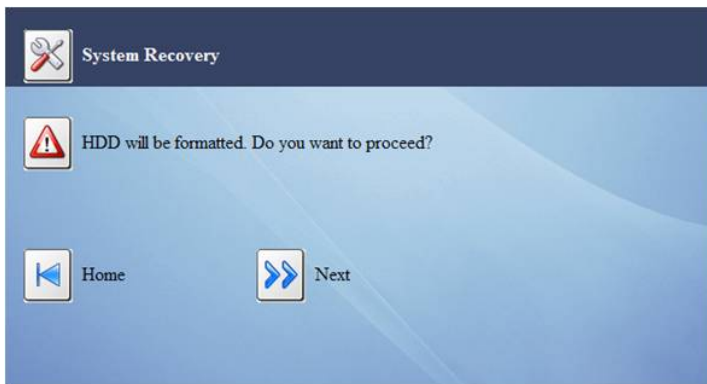 System Recovery
HDD will be formatted. Do you want to proceed?
Home
Next